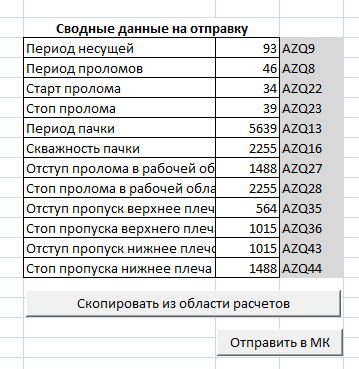 Сводные данные на отправку
Период несущей 93 AZQ9
Период проломов 46 AZQ8
Старт пролома 34 AZQ22
Стоп пролома 39 AZQ23
Период пачки 5639 AZQ13
Скважность пачки 2255 AZQ16
Отступ пролома в рабочей об 1488 AZQ27
Стоп пролома в рабочей обла 2255 AZQ28
Отступ пропуск верхнее плеч 564 AZQ35
Стоп пропуска верхнего плеч 1015 AZQ36
Отступ пропуск нижнее плечо 1015 AZQ43
Стоп пропуска нижнее плеча 1488 AZQ44
Скопировать из области расчетов
Отправить в МК